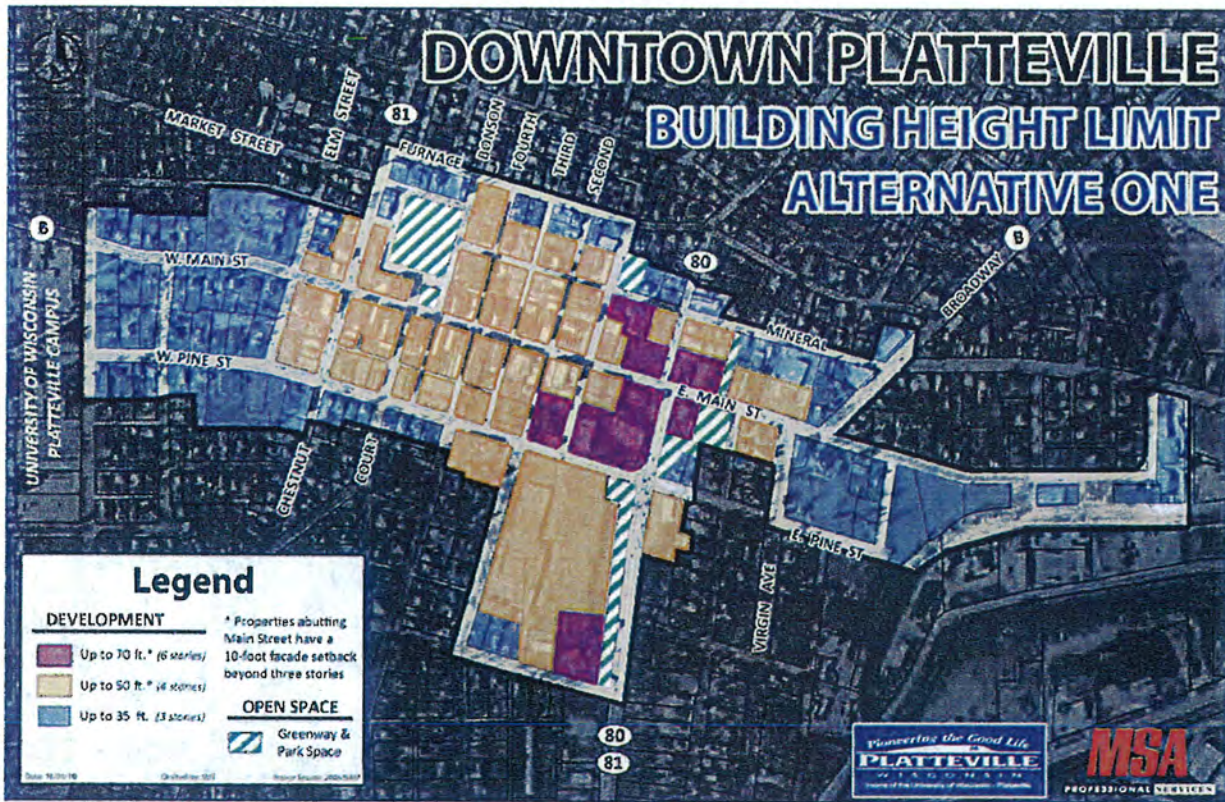 DOWNTOWN PLATTEVILLE
BUILDING HEIGHT LIMIT
ALTERNATIVE ONE
MARKET STREET
ELM STREET
81
FURNACE
BONSON
FOURTH
THIRD
SECOND
B
80
B
BROADWAY
W. MAIN ST
MINERAL
UNIVERSITY OF WISCONSIN
PLATTEVILLE CAMPUS
W. PINE ST
E. MAIN ST
CHESTNUT
COURT
E. PINE ST
VIRGIN AVE
80
81
Legend
DEVELOPMENT
Up to 70 ft.* (6 stories)
Up to 50 ft.* (4 stories)
Up to 35 ft. (3 stories)
* Properties abutting
Main Street have a
10-foot facade setback
beyond three stories
OPEN SPACE
Greenway &
Park Space
Pioneering the Good Life
PLATTEVILLE
WISCONSIN
MSA
PROFESSIONAL SERVICES